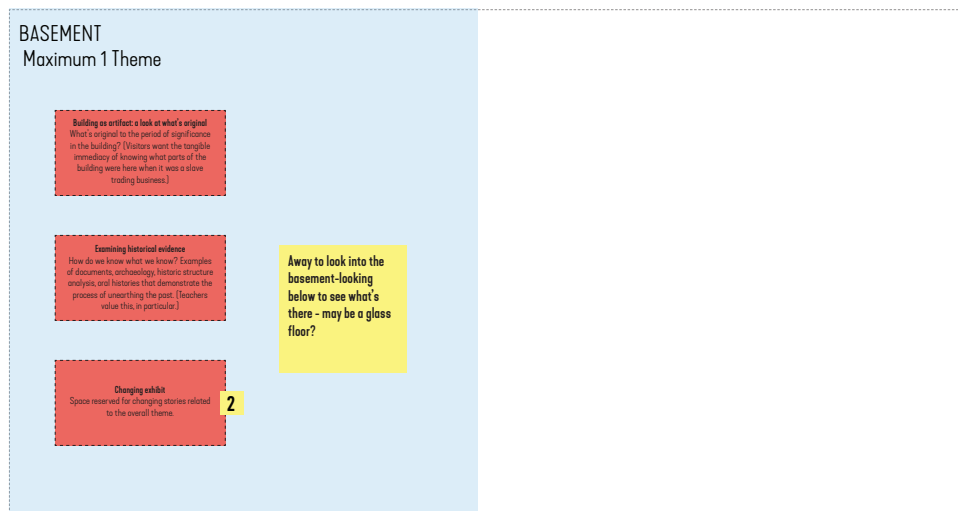 BASEMENT
Maximum 1 Theme
Building as artifact: a look at what's original
What's original to the period of significance
in the building? (Visitors want the tangible
immediacy of knowing what parts of the
building were here when it was a slave
trading business.)
Examining historical evidence
How do we know what we know? Examples
of documents, archaeology, historic structure
analysis, oral histories that demonstrate the
process of unearthing the past. (Teachers
value this, in particular.)
Away to look into the
basement-looking
below to see what's
there - may be a glass
floor?
Changing exhibit
Space reserved for changing stories related
to the overall theme.
2